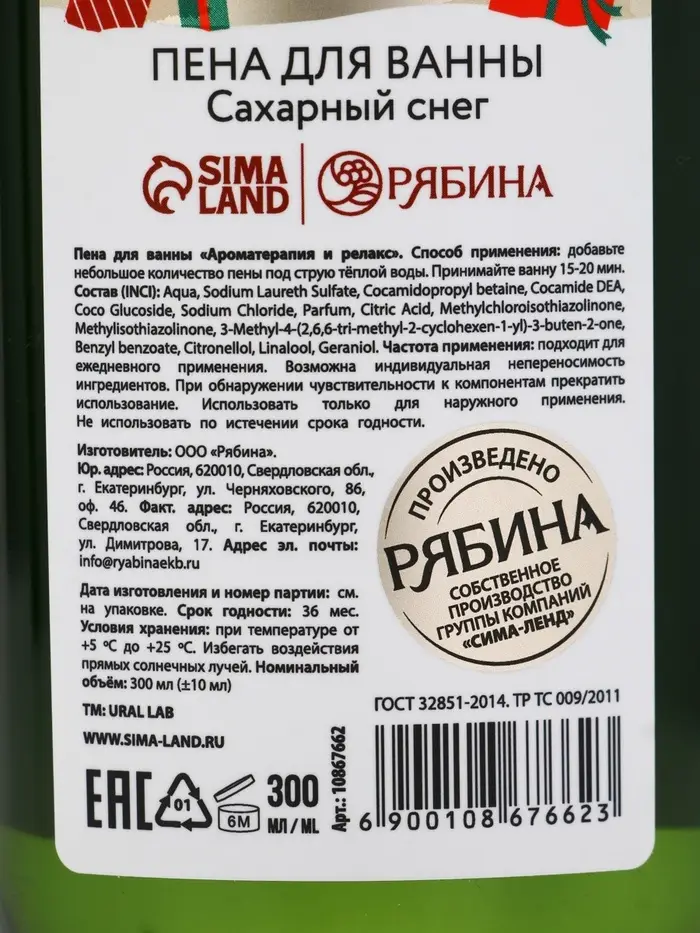 ПЕНА ДЛЯ ВАННЫ
Сахарный снег
SIMA
LAND
РЯБИНА
Пена для ванны «Ароматерапия и релакс». Способ применения: добавьте
небольшое количество пены под струю тёплой воды. Принимайте ванну 15-20 мин.
Состав (INCI): Aqua, Sodium Laureth Sulfate, Cocamidopropyl betaine, Cocamide DEA,
Coco Glucoside, Sodium Chloride, Parfum, Citric Acid, Methylchloroisothiazolinone,
Methylisothiazolinone, 3-Methyl-4-(2,6,6-tri-methyl-2-cyclohexen-1-yl)-3-buten-2-one,
Benzyl benzoate, Citronellol, Linalool, Geraniol. Частота применения: подходит для
ежедневного применения. Возможна индивидуальная непереносимость
ингредиентов. При обнаружении чувствительности к компонентам прекратить
использование. Использовать только для наружного применения.
Не использовать по истечении срока годности.
Изготовитель: ООО «Рябина».
Юр. адрес: Россия, 620010, Свердловская обл.,
г. Екатеринбург, ул. Черняховского, 86,
оф. 46. Факт. адрес: Россия, 620010,
Свердловская обл., г. Екатеринбург,
ул. Димитрова, 17. Адрес эл. почты:
info@ryabinaekb.ru
ПРОИЗВЕДЕНО
РЯБИНА
СОБСТВЕННОЕ
ПРОИЗВОДСТВО
ГРУППЫ КОМПАНИЙ
«СИМА-ЛЕНД»
Дата изготовления и номер партии: см.
на упаковке. Срок годности: 36 мес.
Условия хранения: при температуре от
+5 ºС до +25 ºС. Избегать воздействия
прямых солнечных лучей. Номинальный
объём: 300 мл (±10 мл)
ТМ: URAL LAB
WWW.SIMA-LAND.RU
ГОСТ 32851-2014. ТР ТС 009/2011
EAC
01
6М
300
МЛ/ML
Арт.: 10867662
6 900108 676623